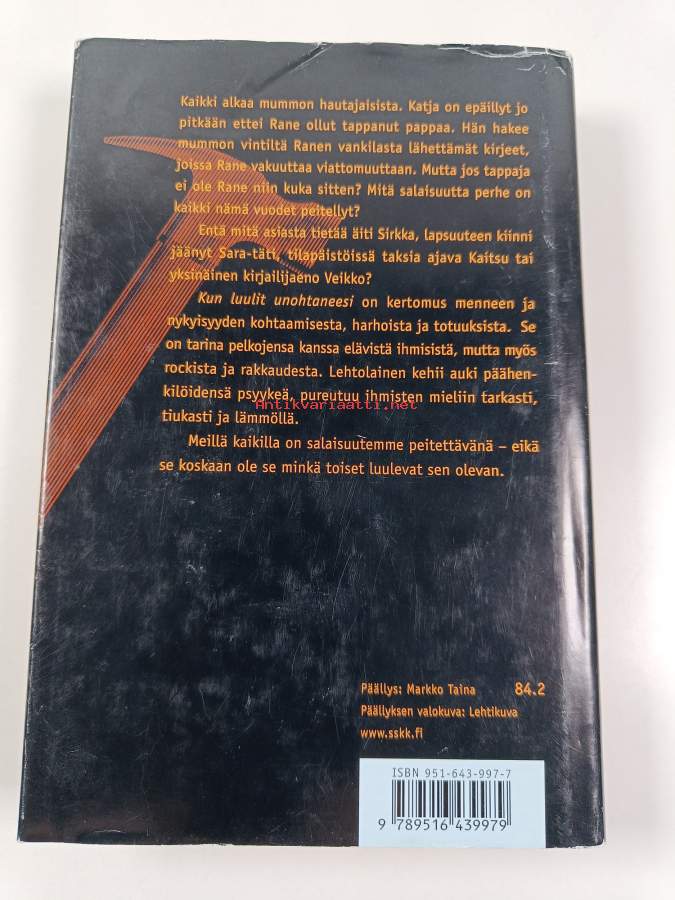 Kaikki alkaa mummon hautajaisista. Katja on epäillyt jo
pitkään ettei Rane ollut tappanut pappaa. Hän hakee
mummon vintiltä Ranen vankilasta lähettämät kirjeet,
joissa Rane vakuuttaa viattomuuttaan. Mutta jos tappaja
ei ole Rane niin kuka sitten? Mitä salaisuutta perhe on
kaikki nämä vuodet peitellyt?
Entä mitä asiasta tietää äiti Sirkka, lapsuuteen kiinni
jäänyt Sara-täti, tilapäistöissä taksia ajava Kaitsu tai
yksinäinen kirjailijaeno Veikko?
Kun luulit unohtaneesi on kertomus menneen ja
nykyisyyden kohtaamisesta, harhoista ja totuuksista. Se
on tarina pelkojensa kanssa elävistä ihmisistä, mutta myös
rockista ja rakkaudesta. Lehtolainen kehii auki päähen-
kilöidensä psyykeä, pureutuu ihmisten mieliin tarkasti,
Antikvariaatti.net
tiukasti ja lämmöllä.
Meillä kaikilla on salaisuutemme peitettävänä – eikä
se koskaan ole se minkä toiset luulevat sen olevan.
Päällys: Markko Taina 84.2
Päällyksen valokuva: Lehtikuva
www.sskk.fi
ISBN 951-643-997-7
9 789516 439979